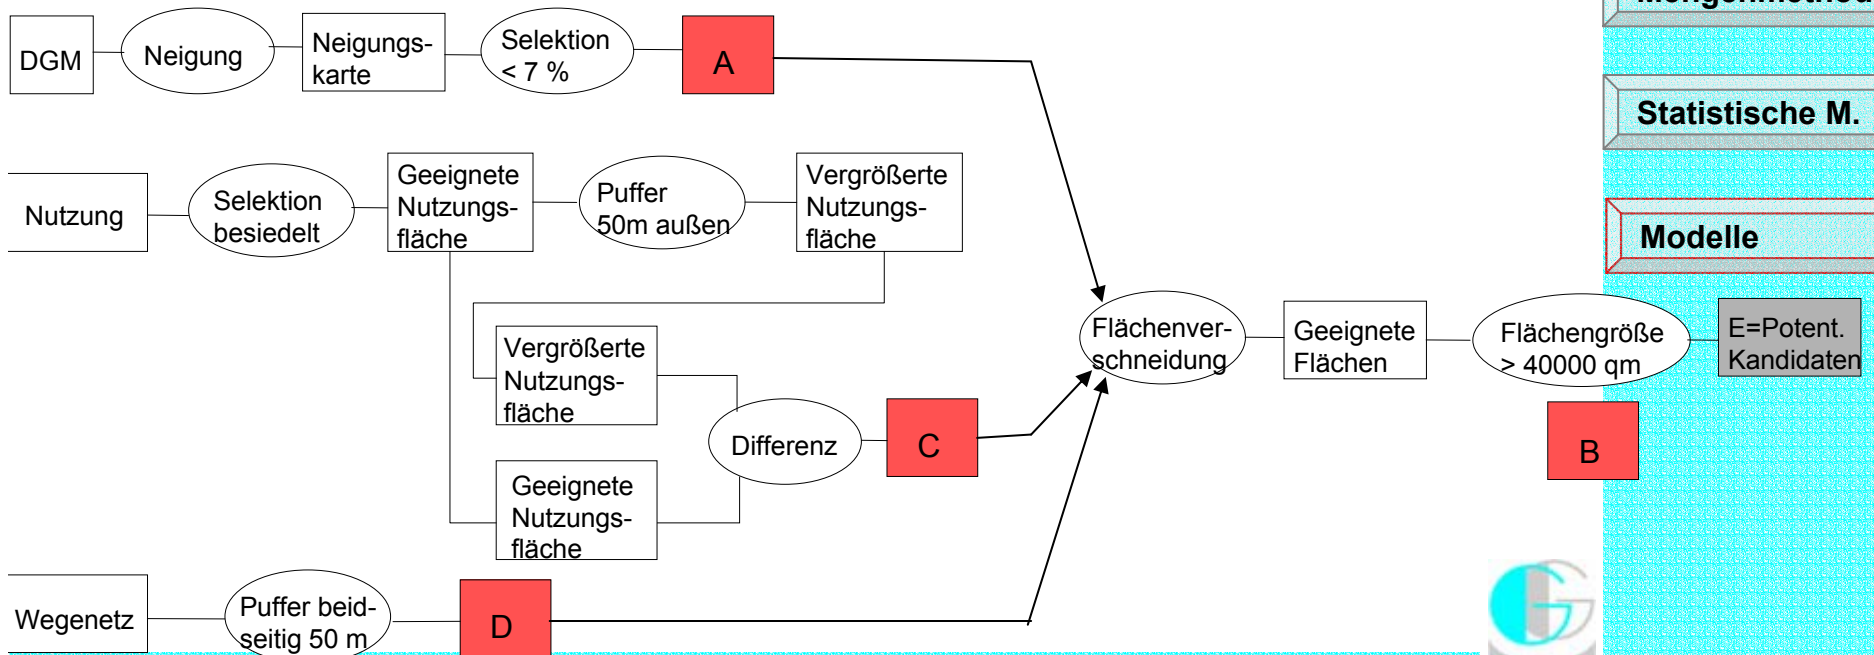 DGM
Neigung
Neigungs-
karte
Selektion
< 7 %
A
Nutzung
Selektion
besiedelt
Geeignete
Nutzungs-
fläche
Puffer
50m außen
Vergrößerte
Nutzungs-
fläche
Vergrößerte
Nutzungs-
fläche
Geeignete
Nutzungs-
fläche
Differenz
C
Wegenetz
Puffer beid-
seitig 50 m
D
Flächenver-
schneidung
Geeignete
Flächen
Flächengröße
> 40000 qm
E=Potent.
Kandidaten
B
Statistische M.
Modelle